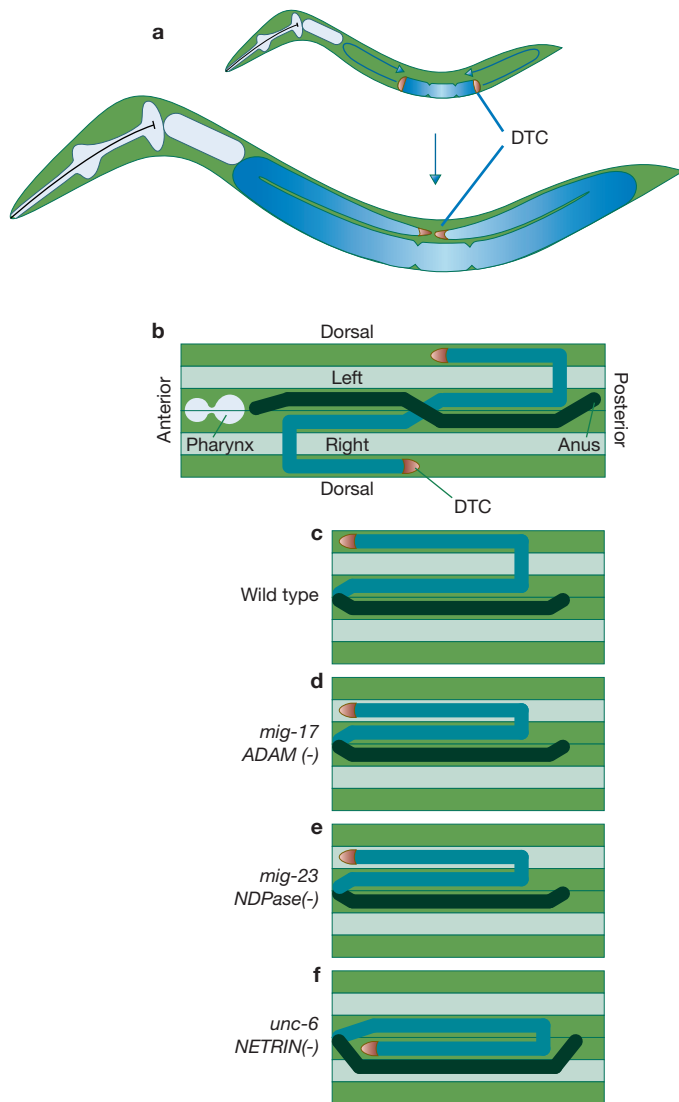 a
DTC
b
Dorsal
Left
Anterior
Posterior
Pharynx
Right
Anus
Dorsal
DTC
c
Wild type
d
mig-17
ADAM (-)
e
mig-23
NDPase(-)
f
unc-6
NETRIN(-)